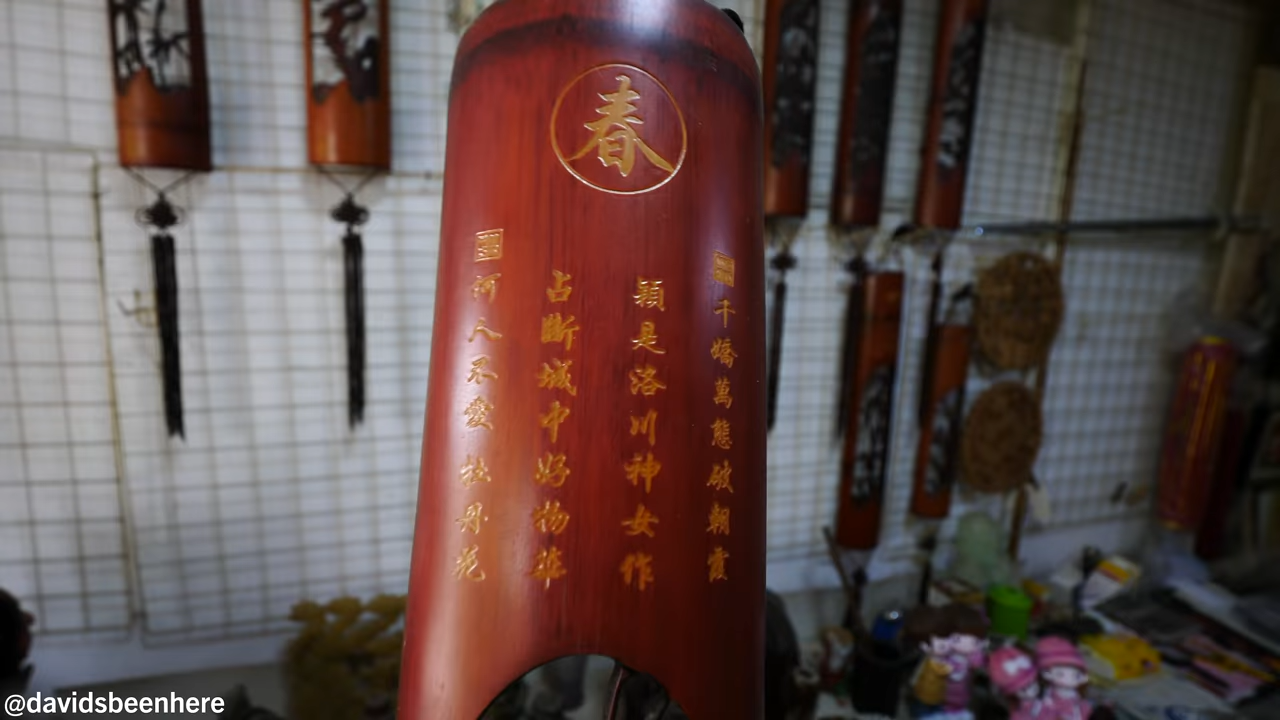 春
何人不愛牡丹花
占斷城中好物華
穎是洛川神女作
千嬌萬態破朝霞
@davidsbeenhere